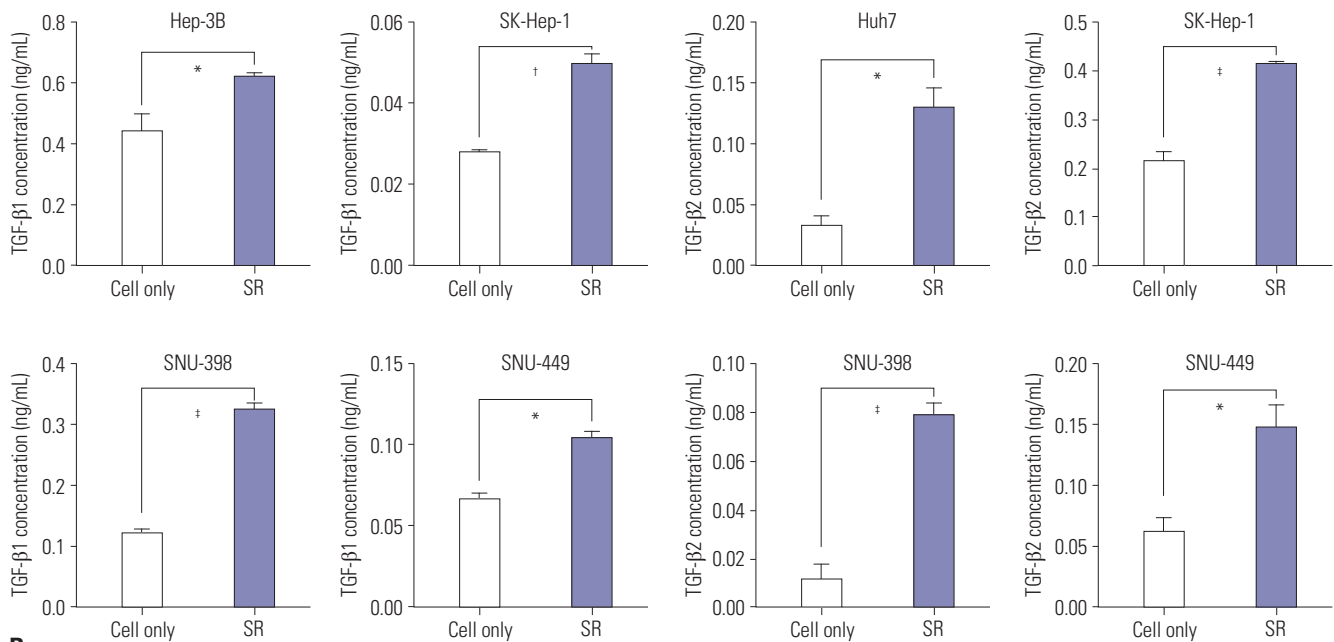 Hep-3B
TGF-β1 concentration (ng/mL)
0.8
0.6
0.4
0.2
0.0
*
Cell only
SR
SK-Hep-1
TGF-β1 concentration (ng/mL)
0.06
0.04
0.02
0.00
†
Cell only
SR
Huh7
TGF-β2 concentration (ng/mL)
0.20
0.15
0.10
0.05
0.00
*
Cell only
SR
SK-Hep-1
TGF-β2 concentration (ng/mL)
0.5
0.4
0.3
0.2
0.1
0.0
‡
Cell only
SR
SNU-398
TGF-β1 concentration (ng/mL)
0.4
0.3
0.2
0.1
0.0
‡
Cell only
SR
SNU-449
TGF-β1 concentration (ng/mL)
0.15
0.10
0.05
0.00
*
Cell only
SR
SNU-398
TGF-β2 concentration (ng/mL)
0.10
0.08
0.06
0.04
0.02
0.00
‡
Cell only
SR
SNU-449
TGF-β2 concentration (ng/mL)
0.20
0.15
0.10
0.05
0.00
*
Cell only
SR